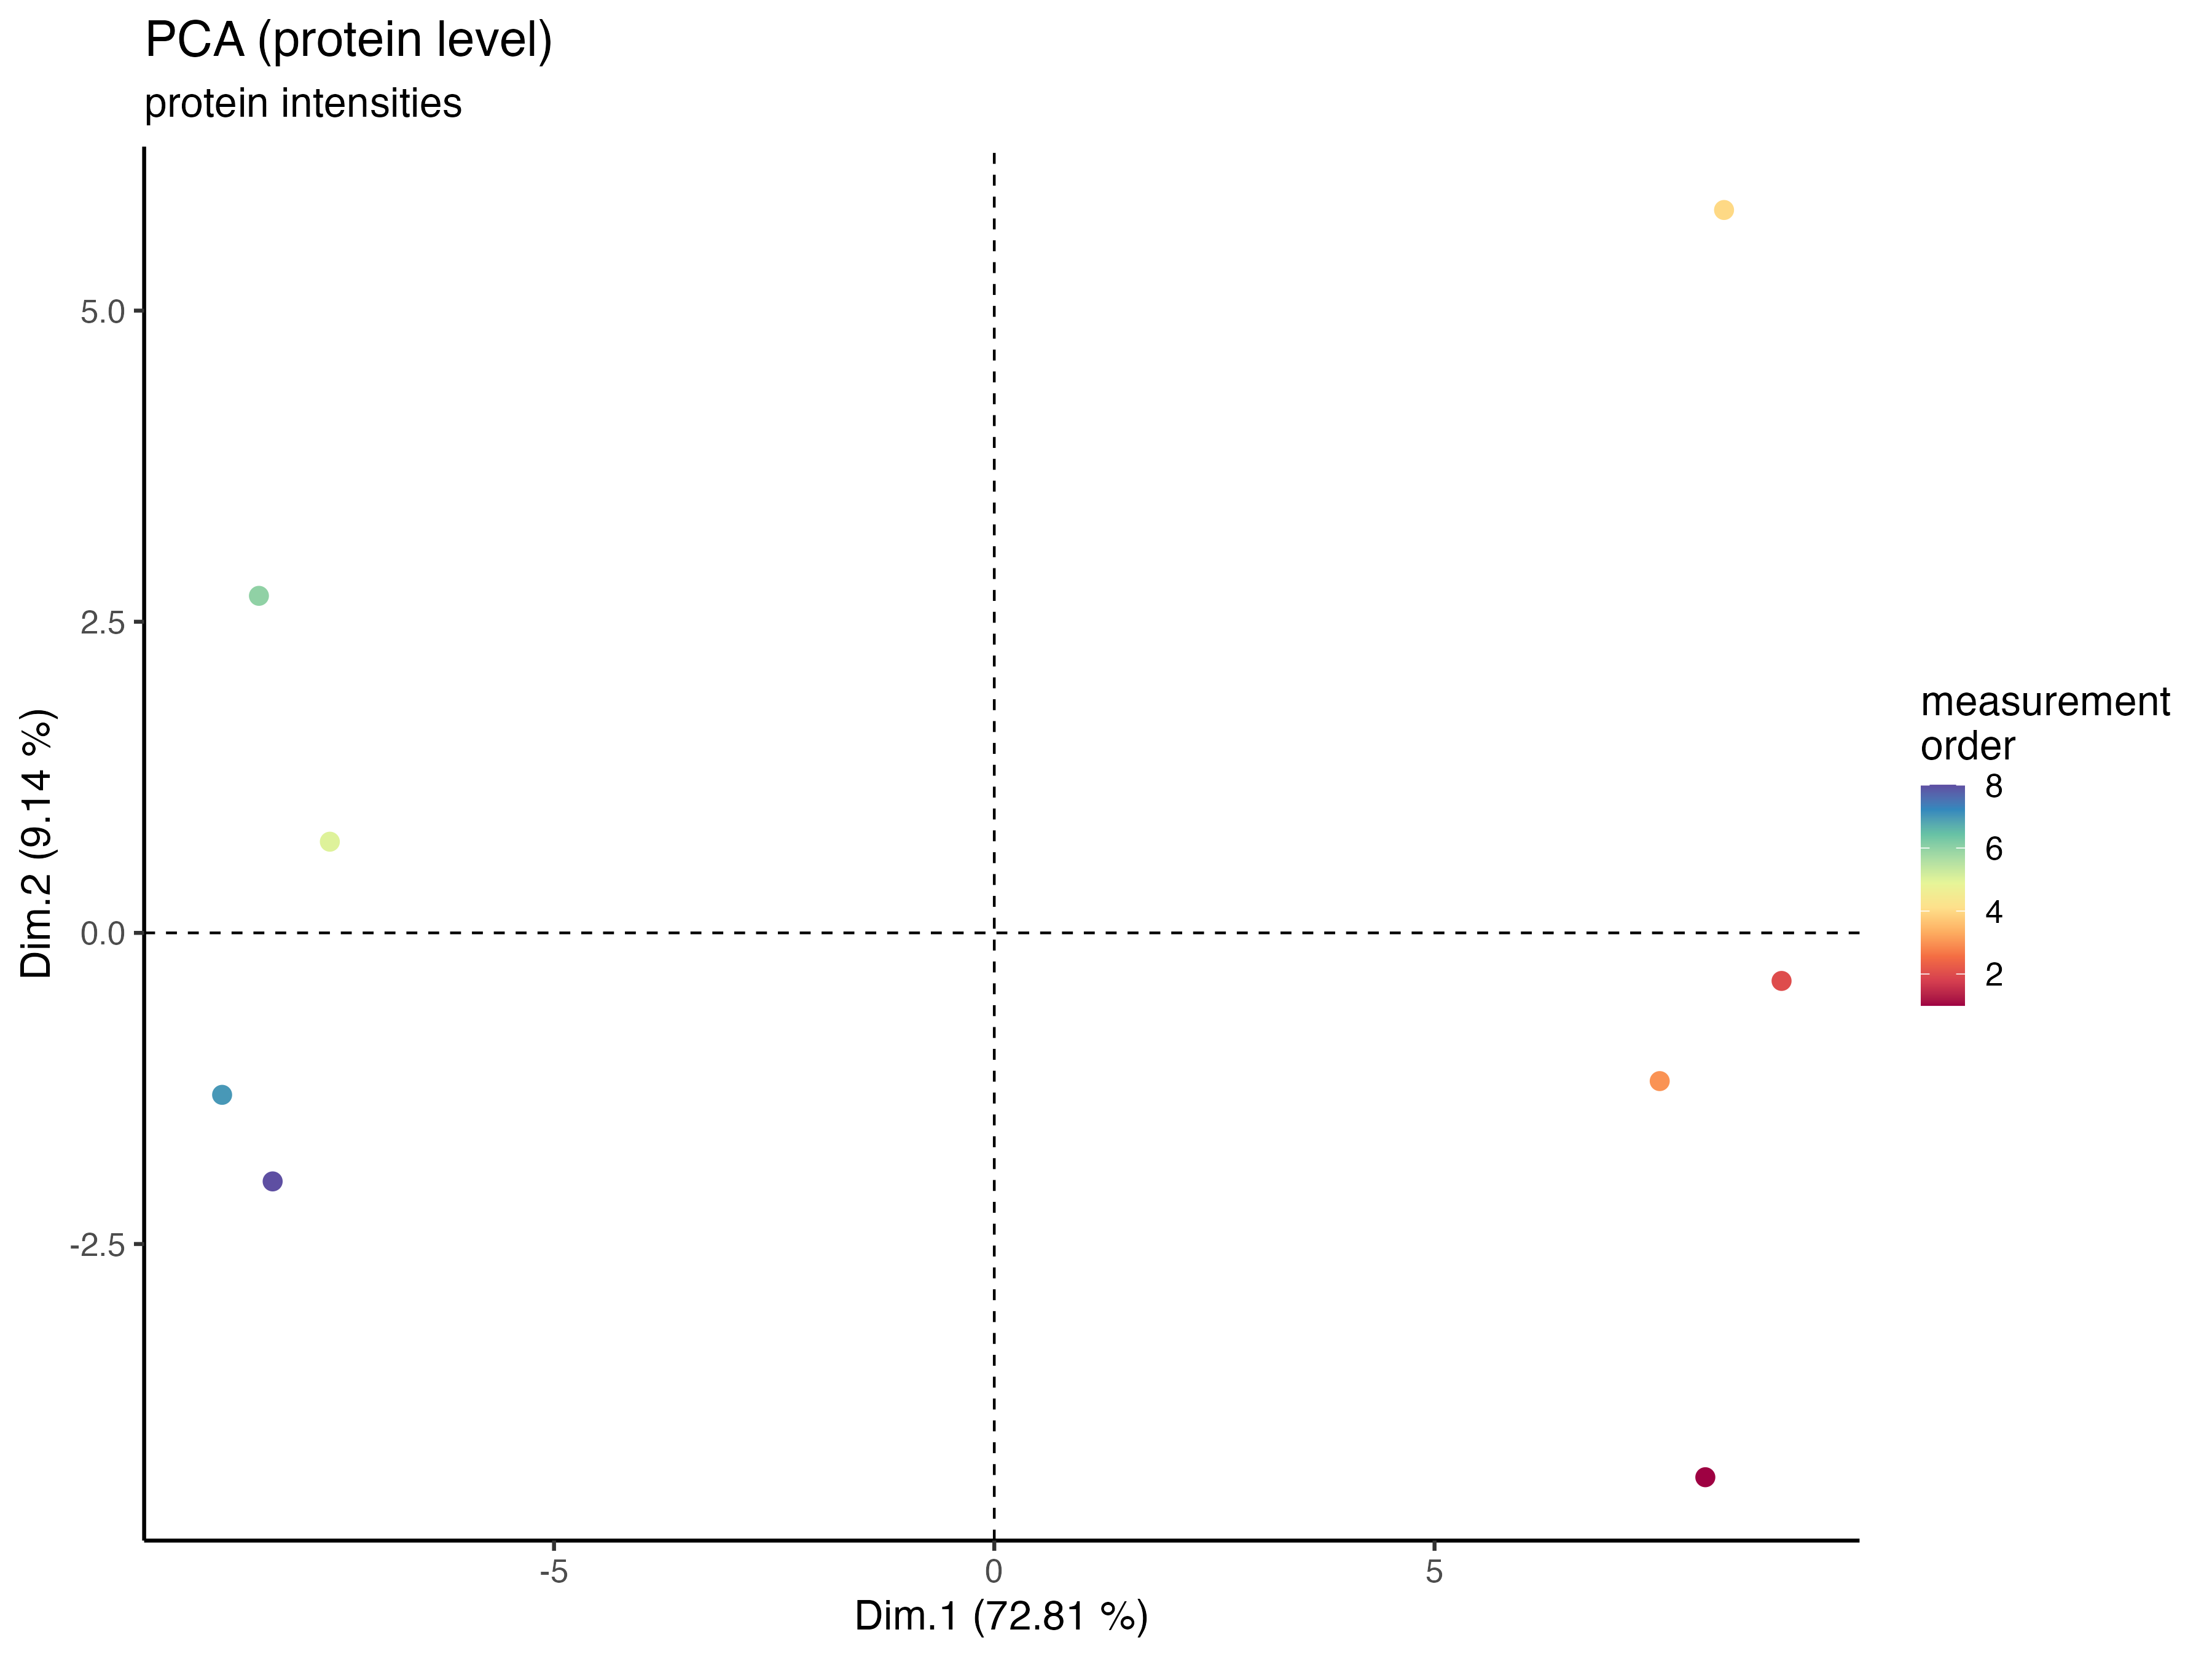 PCA (protein level)
protein intensities
5.0
2.5
0.0
-2.5
Dim.2 (9.14 %)
-5
0
5
Dim.1 (72.81 %)
measurement
order
8
6
4
2